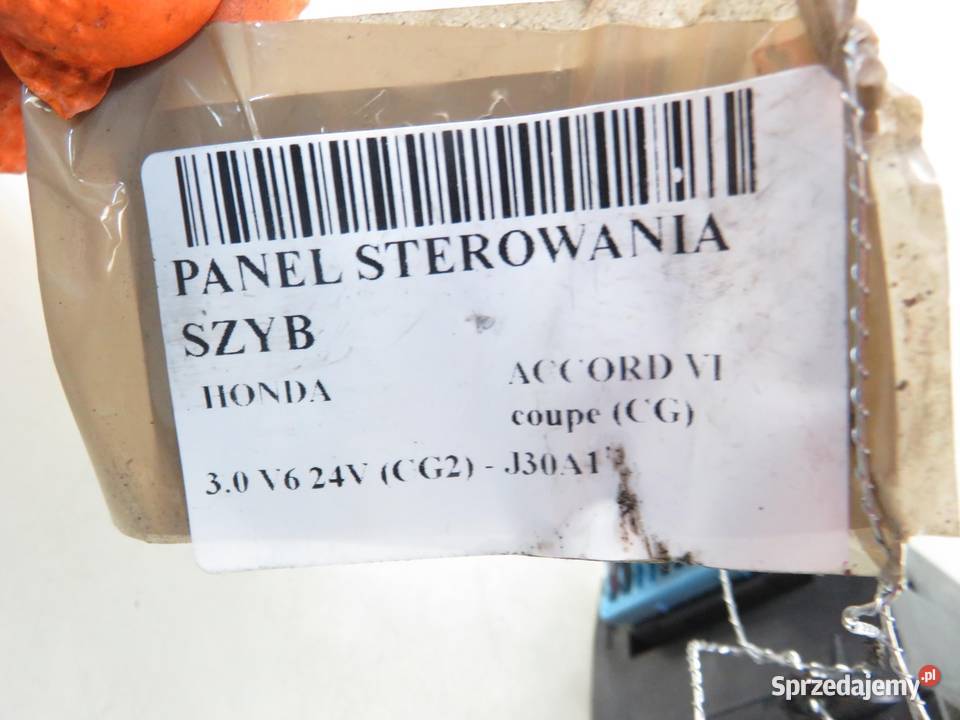 PANEL STEROWANIA
SZYB
HONDA
ACCORD VI
coupe (CG)
3.0 V6 24V (CG2) - J30A1
Sprzedajemy.pl